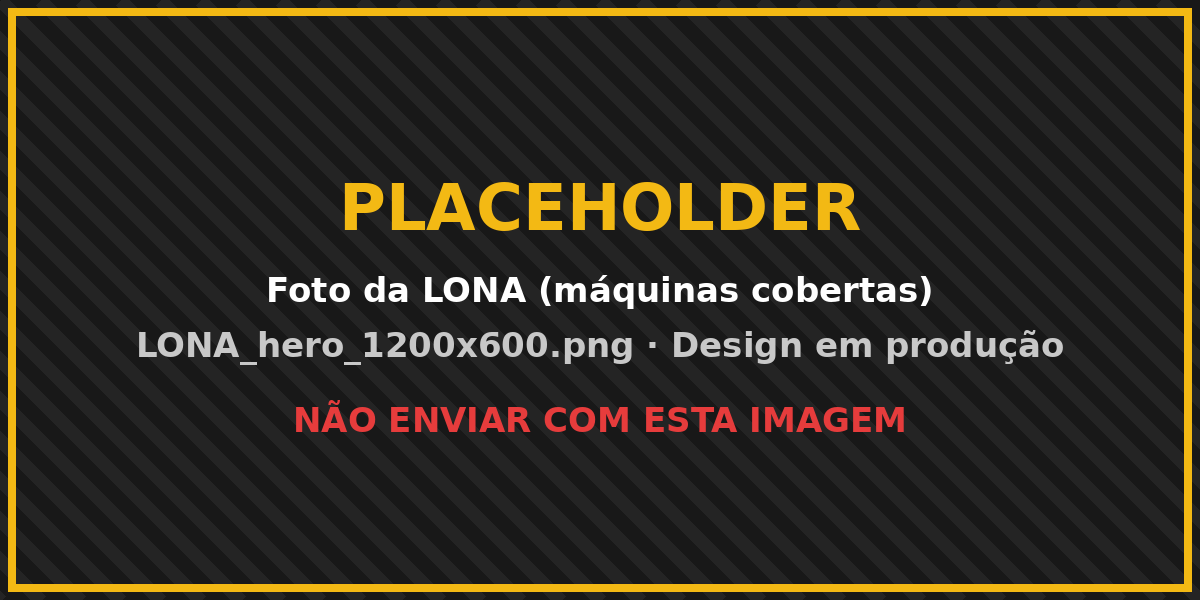 PLACEHOLDER
Foto da LONA (máquinas cobertas)
LONA_hero_1200x600.png · Design em produção
NÃO ENVIAR COM ESTA IMAGEM